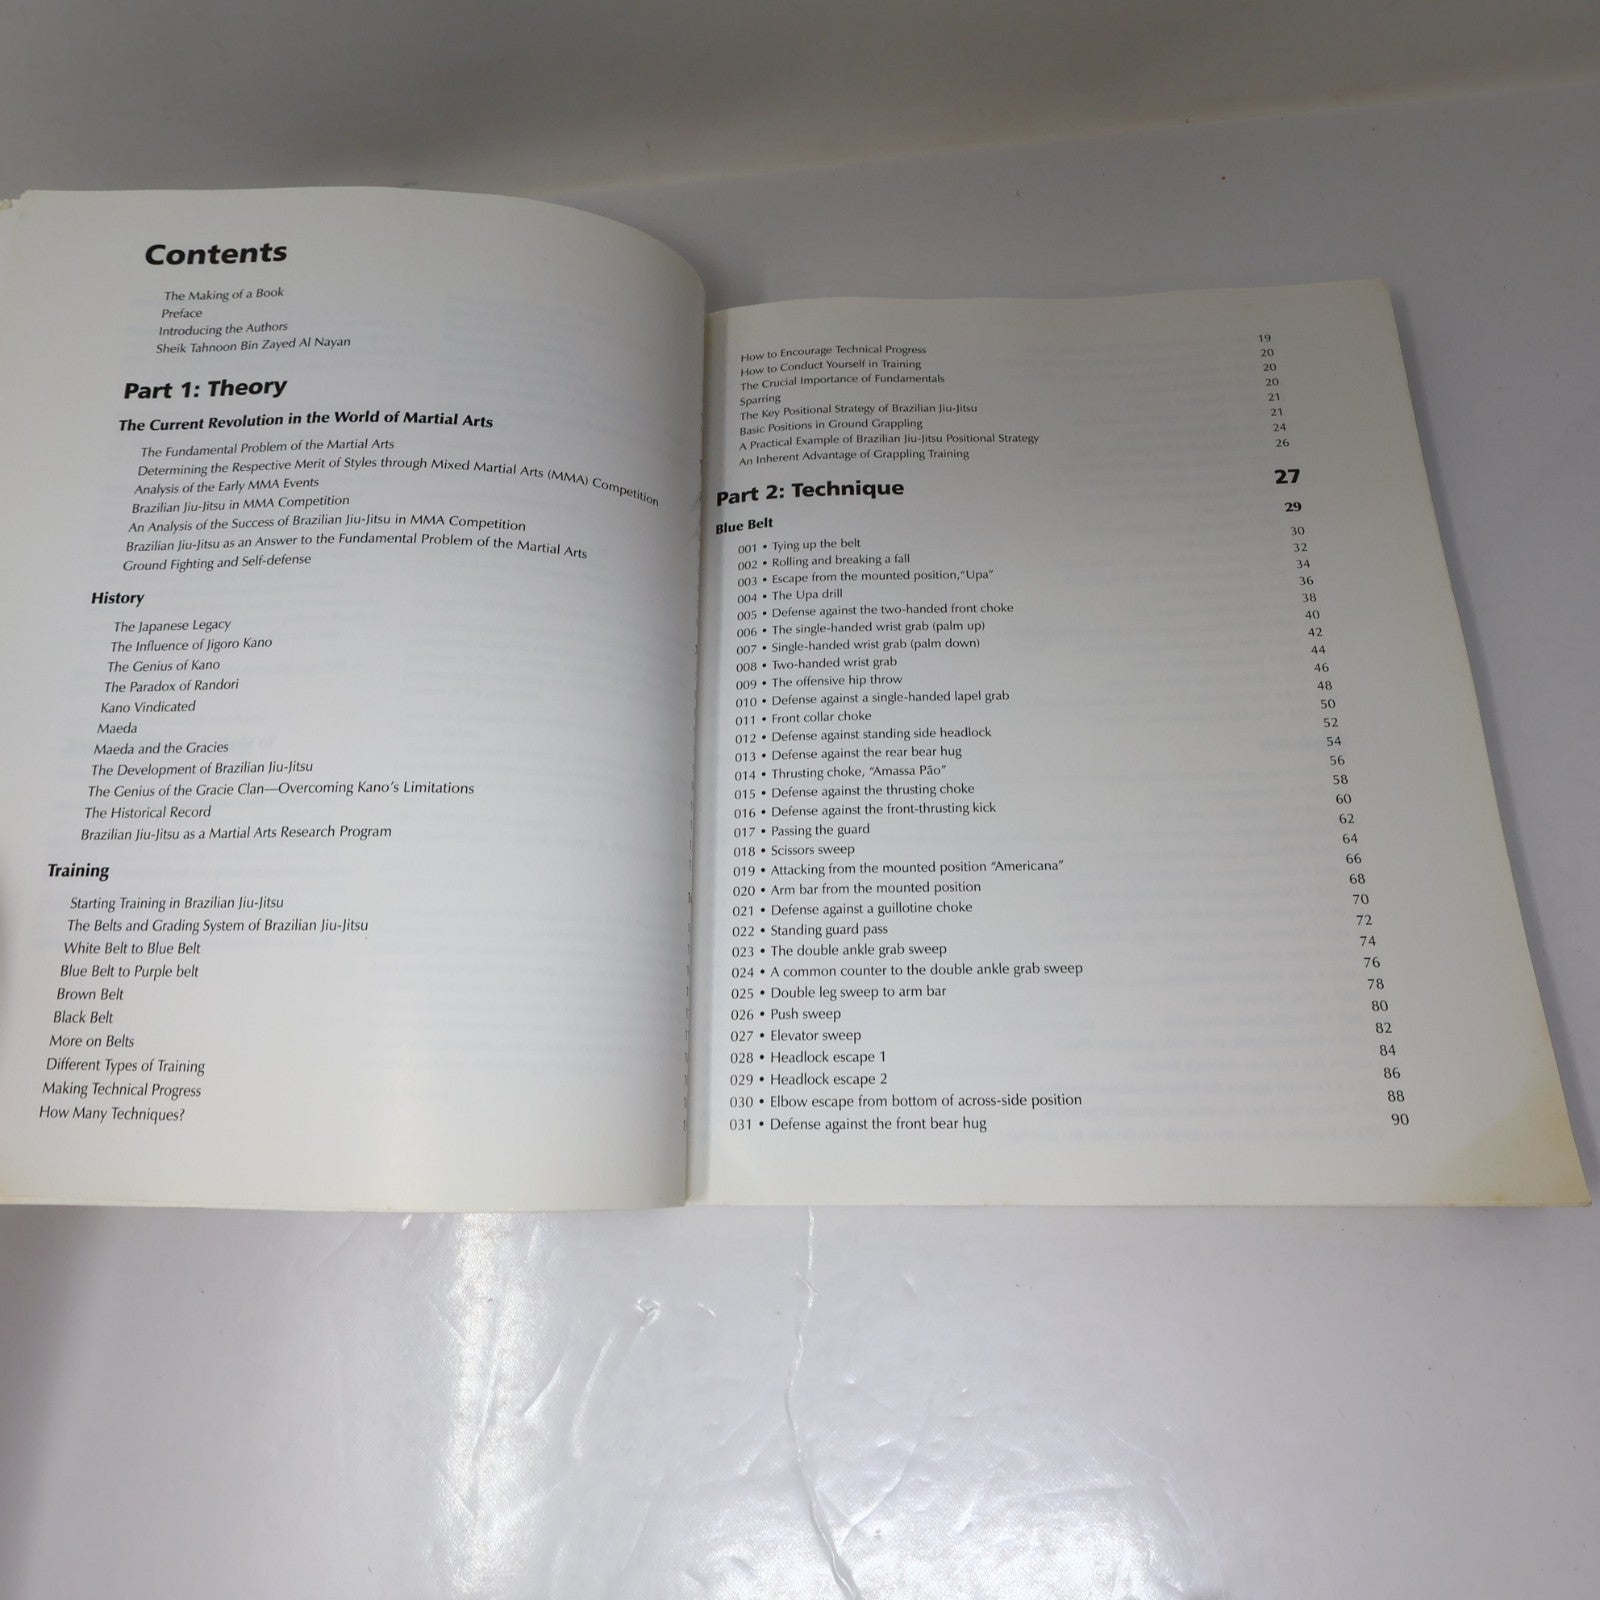 Contents
The Making of a Book
Preface
Introducing the Authors
Sheik Tahnoon Bin Zayed Al Nayan
Part 1: Theory
The Current Revolution in the World of Martial Arts
The Fundamental Problem of the Martial Arts
Determining the Respective Merit of Styles through Mixed Martial Arts (MMA) Competition
Analysis of the Early MMA Events
Brazilian Jiu-Jitsu in MMA Competition
An Analysis of the Success of Brazilian Jiu-Jitsu in MMA Competition
Brazilian Jiu-Jitsu as an Answer to the Fundamental Problem of the Martial Arts
Ground Fighting and Self-defense
History
The Japanese Legacy
The Influence of Jigoro Kano
The Genius of Kano
The Paradox of Randori
Kano Vindicated
Maeda
Maeda and the Gracies
The Development of Brazilian Jiu-Jitsu
The Genius of the Gracie Clan—Overcoming Kano's Limitations
The Historical Record
Brazilian Jiu-Jitsu as a Martial Arts Research Program
Training
Starting Training in Brazilian Jiu-Jitsu
The Belts and Grading System of Brazilian Jiu-Jitsu
White Belt to Blue Belt
Blue Belt to Purple belt
Brown Belt
Black Belt
More on Belts
Different Types of Training
Making Technical Progress
How Many Techniques?
How to Encourage Technical Progress 19
How to Conduct Yourself in Training 20
The Crucial Importance of Fundamentals 20
Sparring 20
The Key Positional Strategy of Brazilian Jiu-Jitsu 21
Basic Positions in Ground Grappling 21
A Practical Example of Brazilian Jiu-Jitsu Positional Strategy 24
An Inherent Advantage of Grappling Training 26
Part 2: Technique 27
Blue Belt 29
001 • Tying up the belt 30
002 • Rolling and breaking a fall 32
003 • Escape from the mounted position,"Upa" 34
004 • The Upa drill 36
005 • Defense against the two-handed front choke 38
006 • The single-handed wrist grab (palm up) 40
007 • Single-handed wrist grab (palm down) 42
008 • Two-handed wrist grab 44
009 • The offensive hip throw 46
010 • Defense against a single-handed lapel grab 48
011 • Front collar choke 50
012 • Defense against standing side headlock 52
013 • Defense against the rear bear hug 54
014 • Thrusting choke, "Amassa Pão" 56
015 • Defense against the thrusting choke 58
016 • Defense against the front-thrusting kick 60
017 • Passing the guard 62
018 • Scissors sweep 64
019 • Attacking from the mounted position "Americana" 66
020 • Arm bar from the mounted position 68
021 • Defense against a guillotine choke 70
022 • Standing guard pass 72
023 • The double ankle grab sweep 74
024 • A common counter to the double ankle grab sweep 76
025 • Double leg sweep to arm bar 78
026 • Push sweep 80
027 • Elevator sweep 82
028 • Headlock escape 1 84
029 • Headlock escape 2 86
030 • Elbow escape from bottom of across-side position 88
031 • Defense against the front bear hug 90